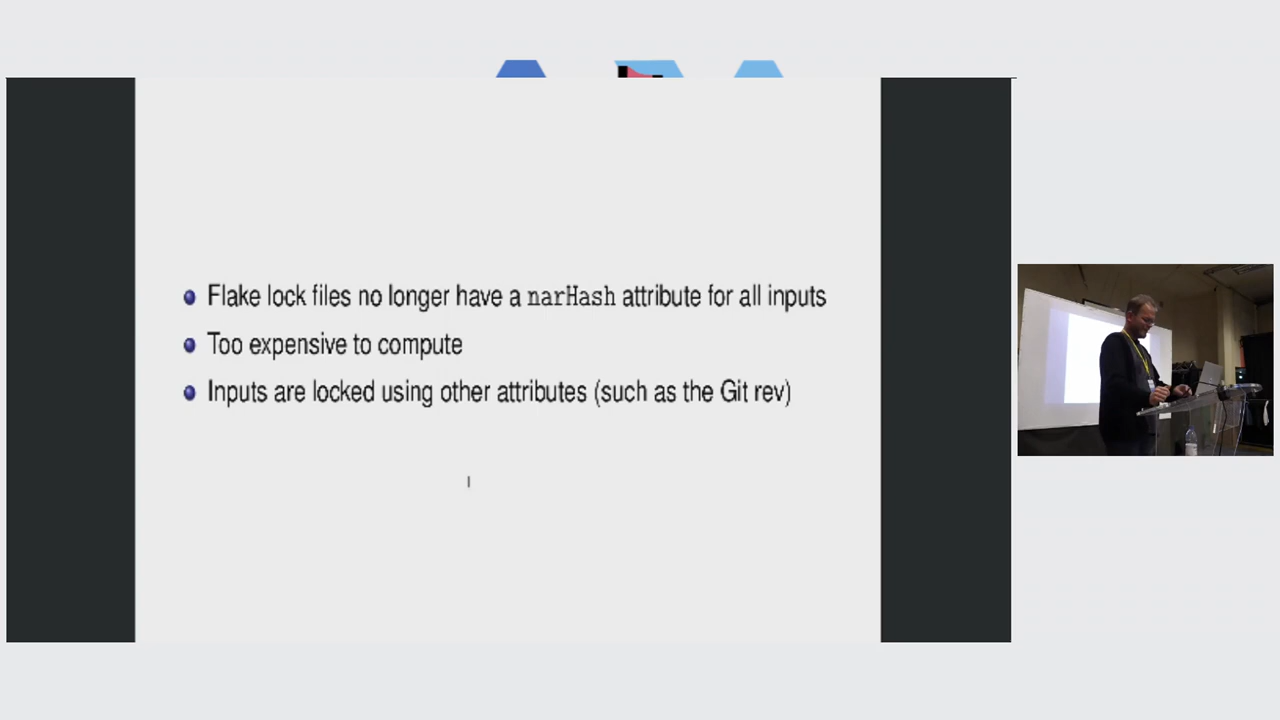 Flake lock files no longer have a narHash attribute for all inputs
Too expensive to compute
Inputs are locked using other attributes (such as the Git rev)